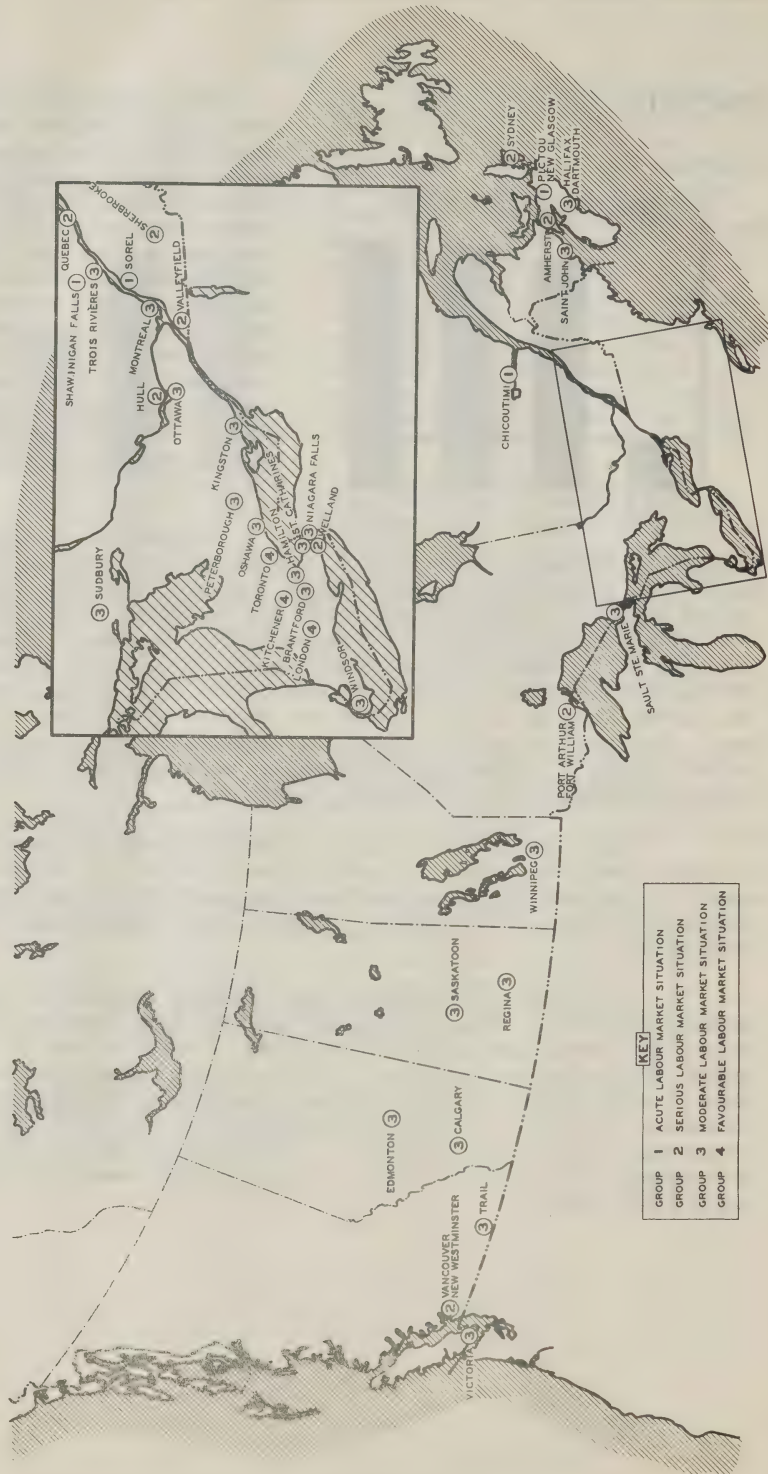 VICTORIA ③
② VANCOUVER
NEW WESTMINSTER
③ TRAIL
EDMONTON ③
③ CALGARY
③ SASKATOON
REGINA ③
WINNIPEG ③
PORT ARTHUR ②
FORT WILLIAM
SAULT STE. MARIE ③
CHICOUTIMI ①
② SYDNEY
① PICTOU
NEW GLASGOW
AMHERST ②
③ HALIFAX
DARTMOUTH
SAINT JOHN ③
QUEBEC ②
SHAWINIGAN FALLS ①
TROIS RIVIÈRES ③
① SOREL
SHERBROOKE
②
MONTREAL ③
② VALLEYFIELD
HULL ②
OTTAWA ③
③ SUDBURY
KINGSTON ③
PETERBOROUGH ③
OSHAWA ③
TORONTO ④
HAMILTON ③
ST. CATHARINES ③
③ NIAGARA FALLS
② WELLAND
KITCHENER ④
BRANTFORD ③
LONDON ④
③ WINDSOR
KEY
GROUP 1 ACUTE LABOUR MARKET SITUATION
GROUP 2 SERIOUS LABOUR MARKET SITUATION
GROUP 3 MODERATE LABOUR MARKET SITUATION
GROUP 4 FAVOURABLE LABOUR MARKET SITUATION